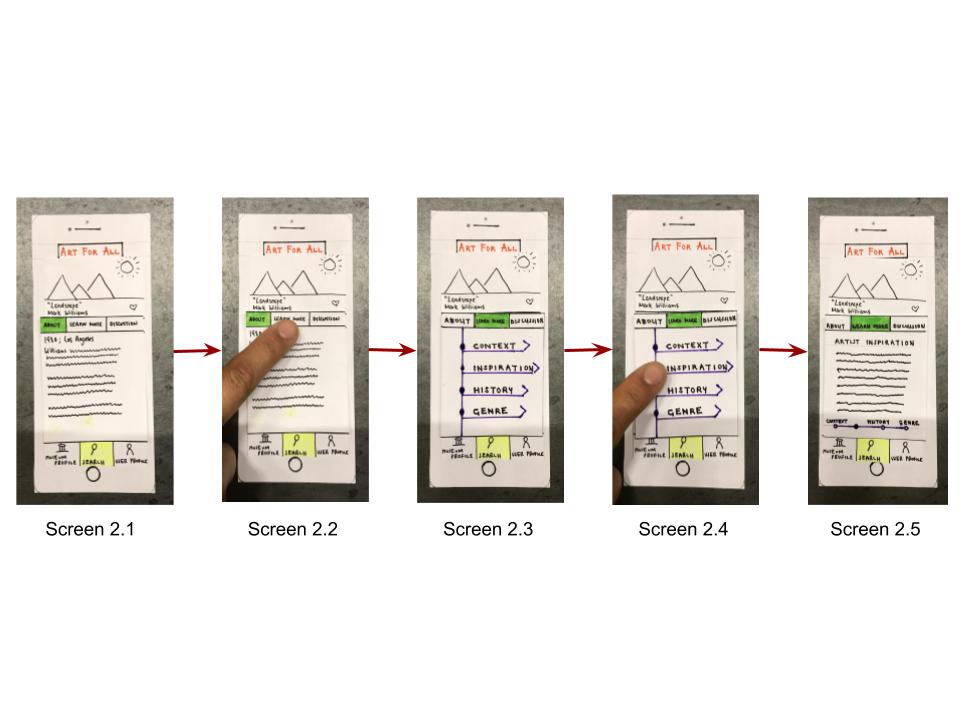 ART FOR ALL
"Landscape"
Mark Williams
ABOUT LEARN MORE DISCUSSION
1980; Los Angeles
Williams
MUSEUM PROFILE SEARCH USER PROFILE
Screen 2.1
ART FOR ALL
"Landscape"
Mark Williams
ABOUT LEARN MORE DISCUSSION
MUSEUM PROFILE SEARCH USER PROFILE
Screen 2.2
ART FOR ALL
"Landscape"
Mark Williams
ABOUT LEARN MORE DISCUSSION
CONTEXT
INSPIRATION
HISTORY
GENRE
MUSEUM PROFILE SEARCH USER PROFILE
Screen 2.3
ART FOR ALL
"Landscape"
Mark Williams
ABOUT LEARN MORE DISCUSSION
CONTEXT
INSPIRATION
HISTORY
GENRE
MUSEUM PROFILE SEARCH USER PROFILE
Screen 2.4
ART FOR ALL
"Landscape"
Mark Williams
ABOUT LEARN MORE DISCUSSION
ARTIST INSPIRATION
CONTEXT HISTORY GENRE
MUSEUM PROFILE SEARCH USER PROFILE
Screen 2.5